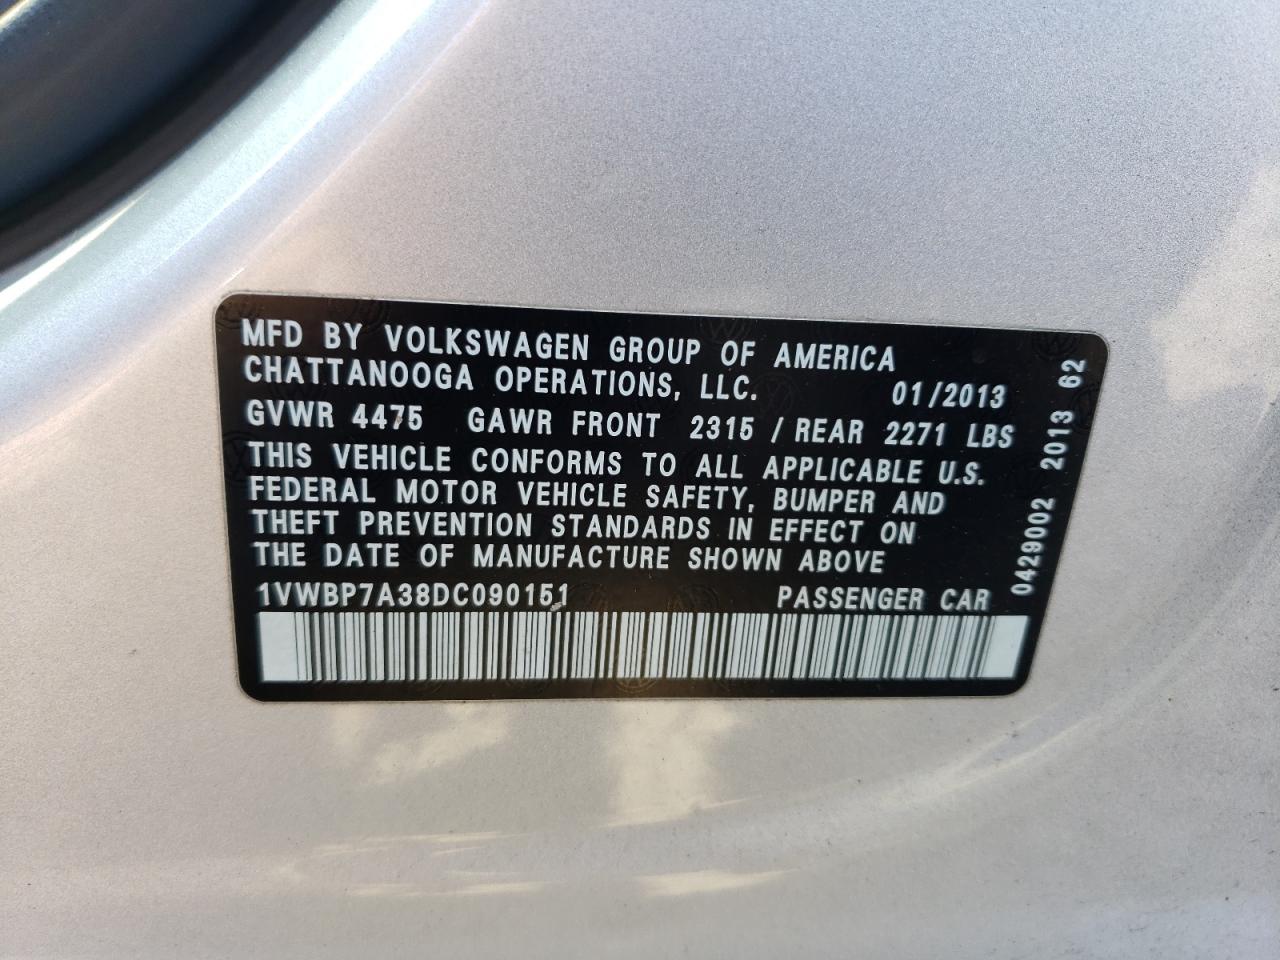 MFD BY VOLKSWAGEN GROUP OF AMERICA
CHATTANOOGA OPERATIONS, LLC. 01/2013
GVWR 4475 GAWR FRONT 2315 / REAR 2271 LBS
THIS VEHICLE CONFORMS TO ALL APPLICABLE U.S.
FEDERAL MOTOR VEHICLE SAFETY, BUMPER AND
THEFT PREVENTION STANDARDS IN EFFECT ON
THE DATE OF MANUFACTURE SHOWN ABOVE
1VWBP7A38DC090151 PASSENGER CAR
0429002 2013 62